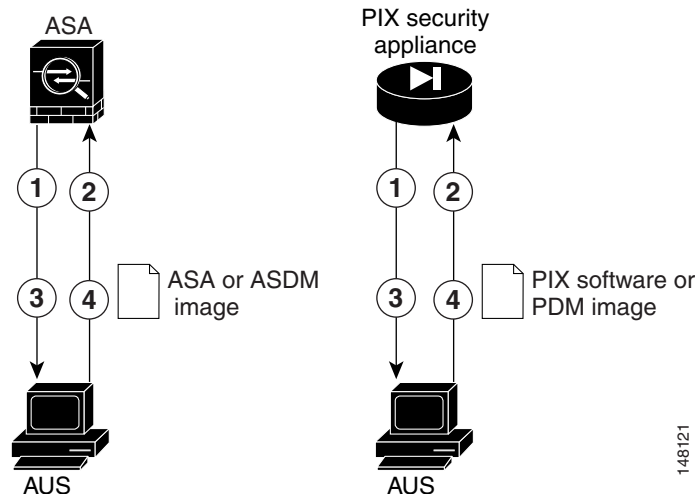 ASA
1
2
3
4
ASA or ASDM
image
AUS
PIX security
appliance
1
2
3
4
PIX software or
PDM image
AUS
148121